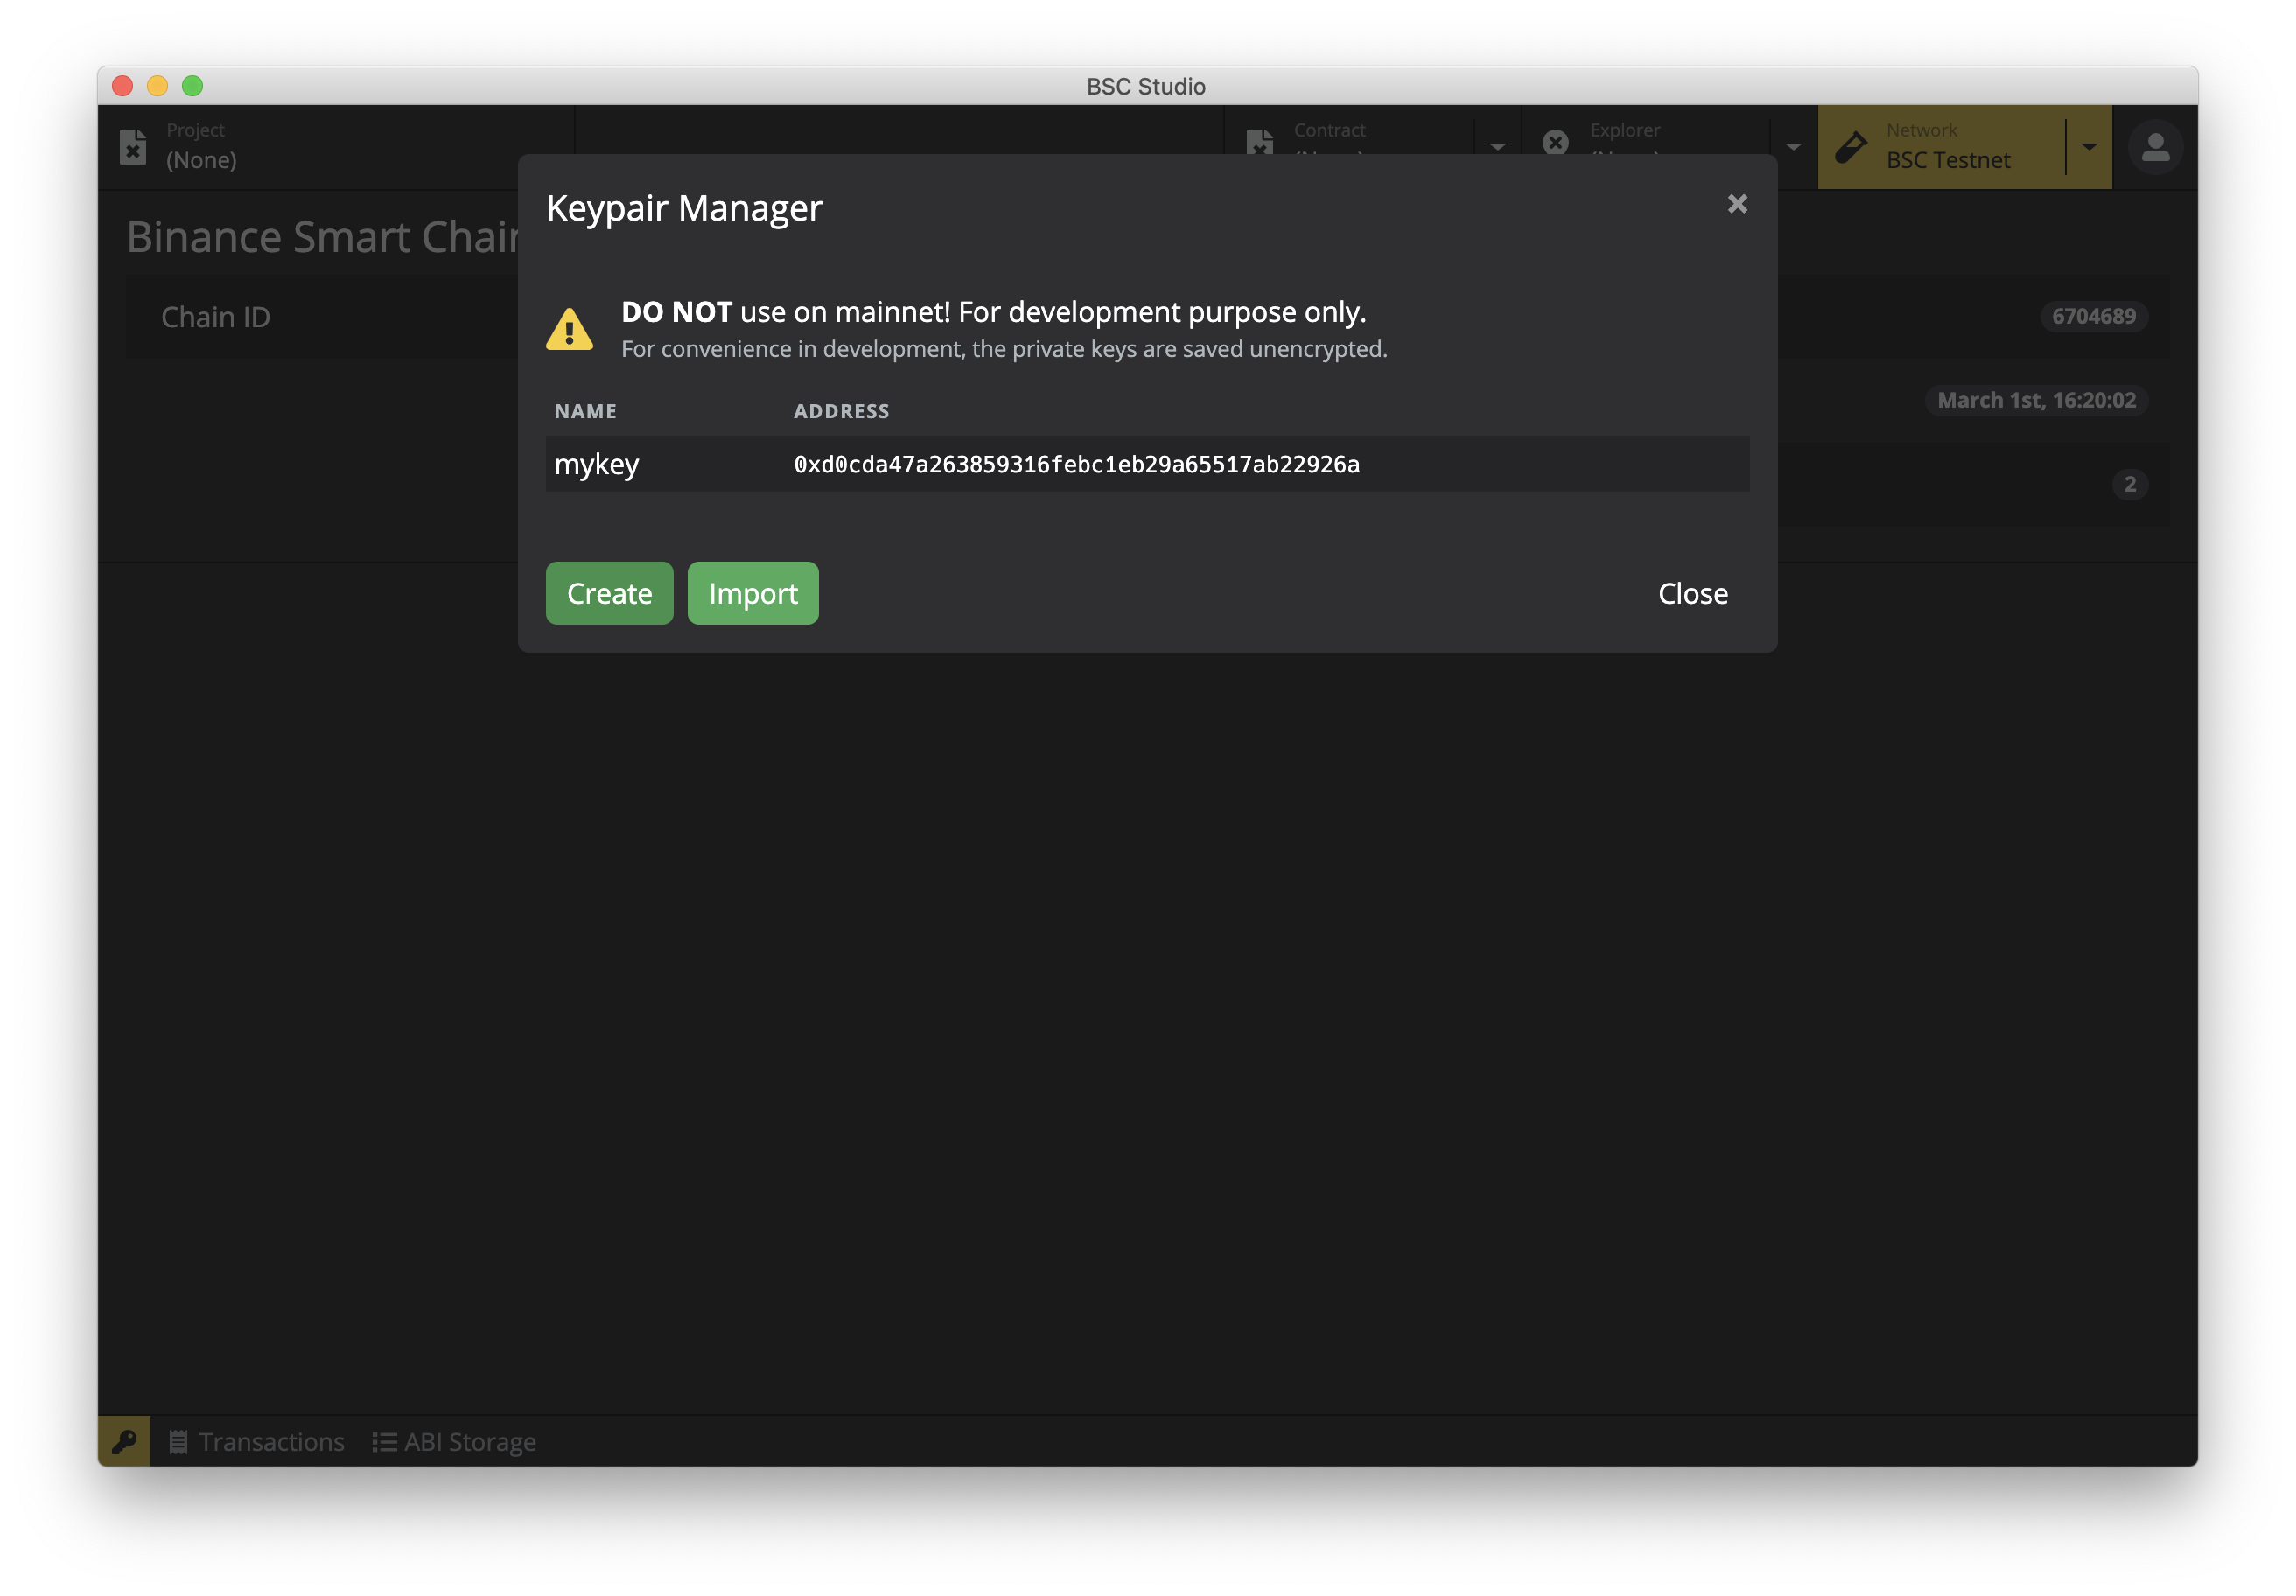 BSC Studio
Project
(None)
Contract
Explorer
Network
BSC Testnet
Binance Smart Chain
Keypair Manager
Chain ID
6704689
DO NOT use on mainnet! For development purpose only.
For convenience in development, the private keys are saved unencrypted.
March 1st, 16:20:02
NAME ADDRESS
mykey 0xd0cda47a263859316febc1eb29a65517ab22926a
2
Create Import Close
Transactions ABI Storage